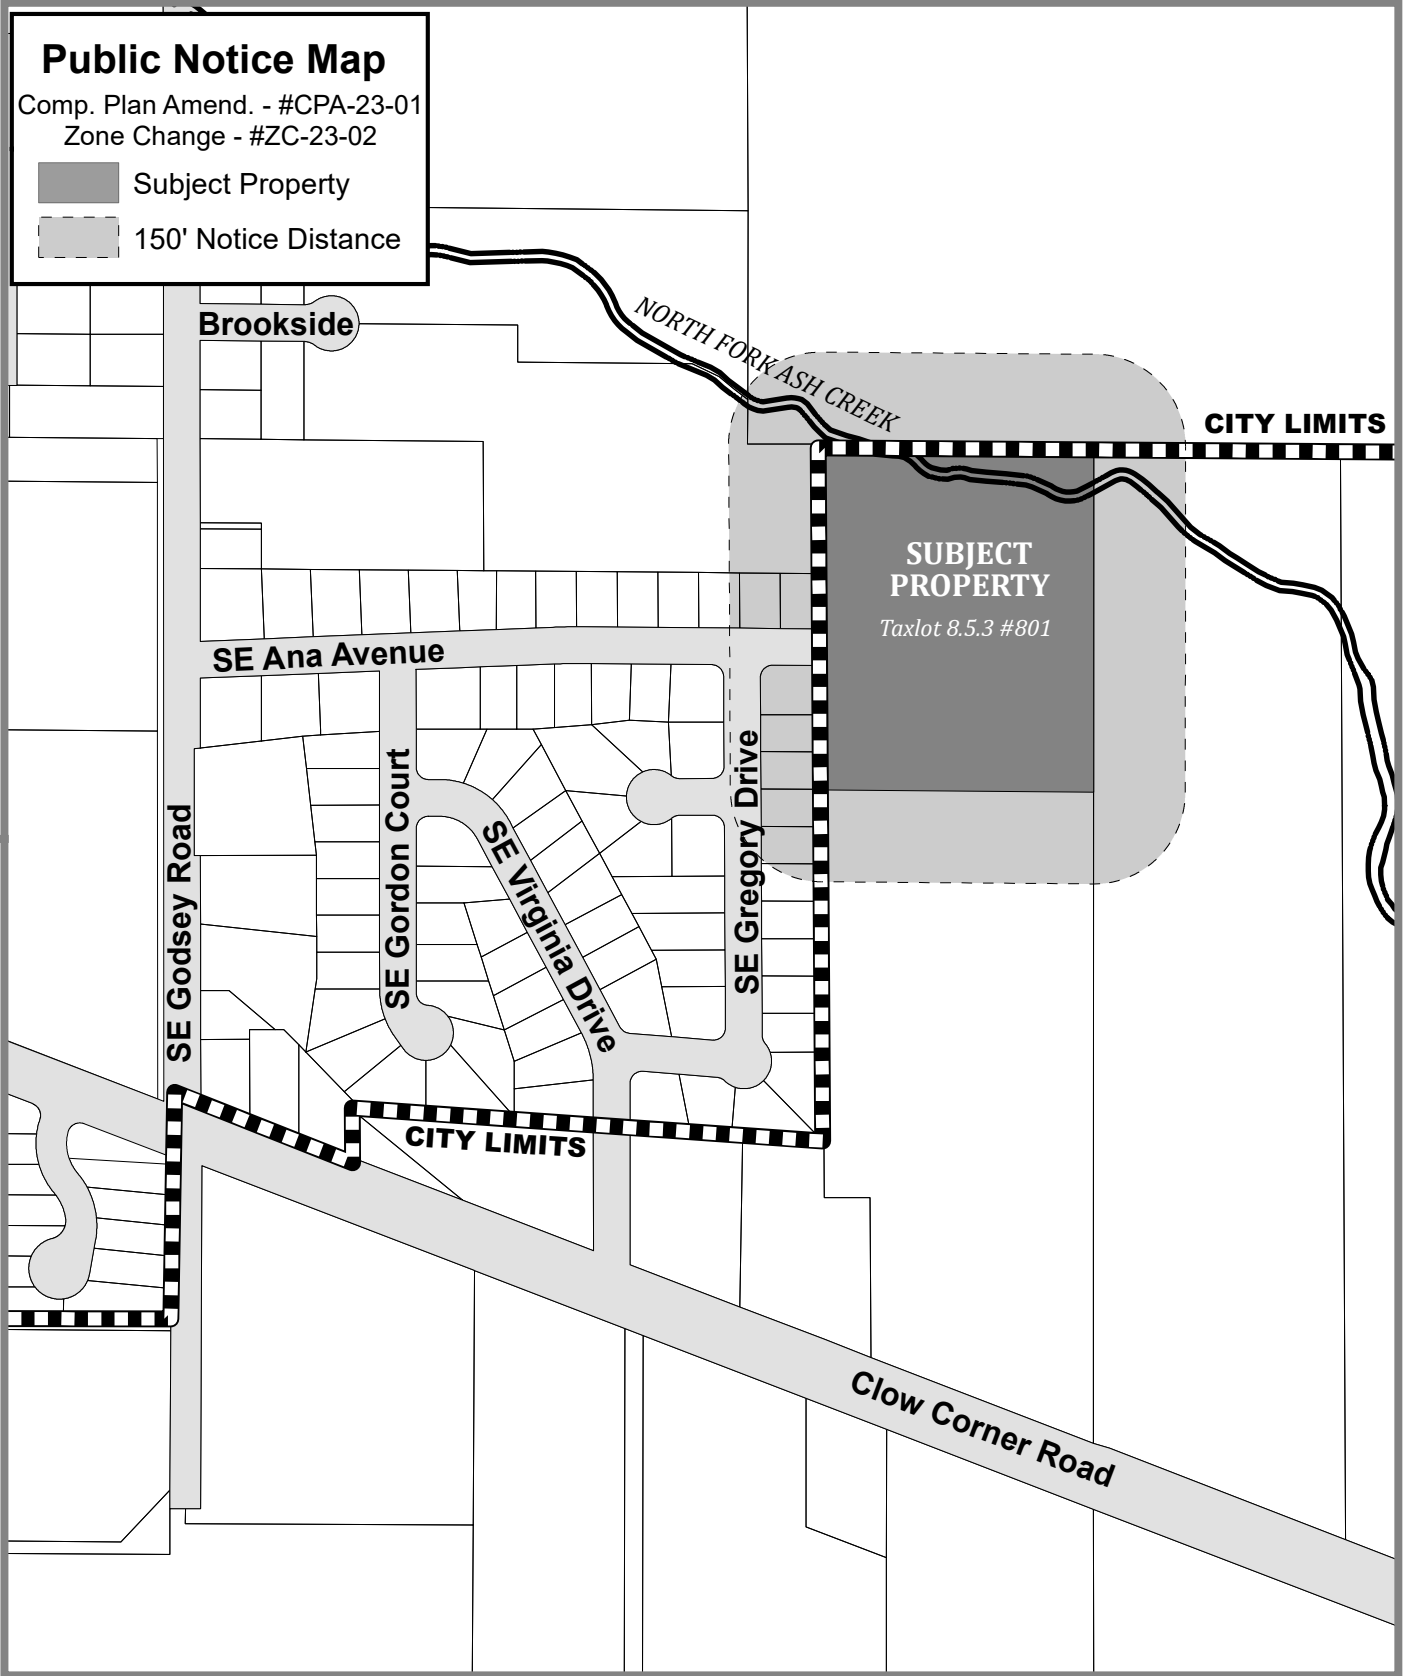 Public Notice Map
Comp. Plan Amend. - #CPA-23-01
Zone Change - #ZC-23-02
Subject Property
150' Notice Distance
Brookside
NORTH FORK ASH CREEK
CITY LIMITS
SUBJECT
PROPERTY
Taxlot 8.5.3 #801
SE Ana Avenue
SE Godsey Road
SE Gordon Court
SE Virginia Drive
SE Gregory Drive
CITY LIMITS
Clow Corner Road